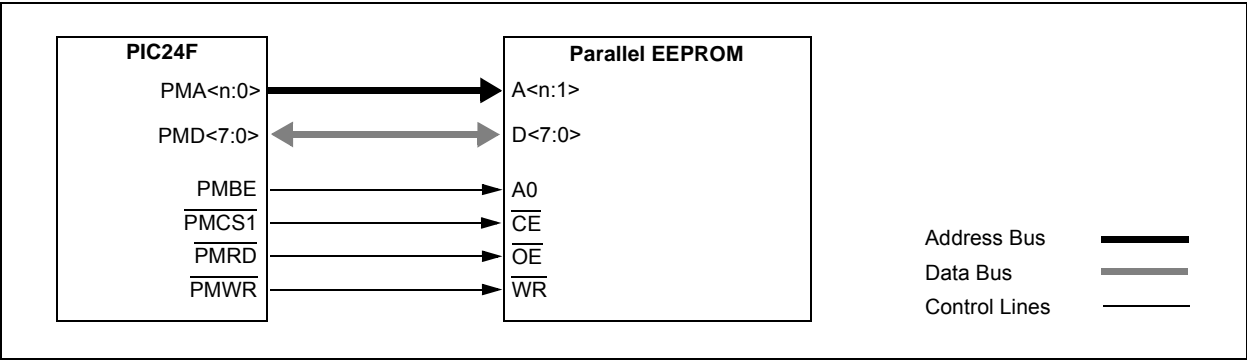 PIC24F
PMA<n:0>
PMD<7:0>
PMBE
PMCS1
PMRD
PMWR
Parallel EEPROM
A<n:1>
D<7:0>
A0
CE
OE
WR
Address Bus
Data Bus
Control Lines